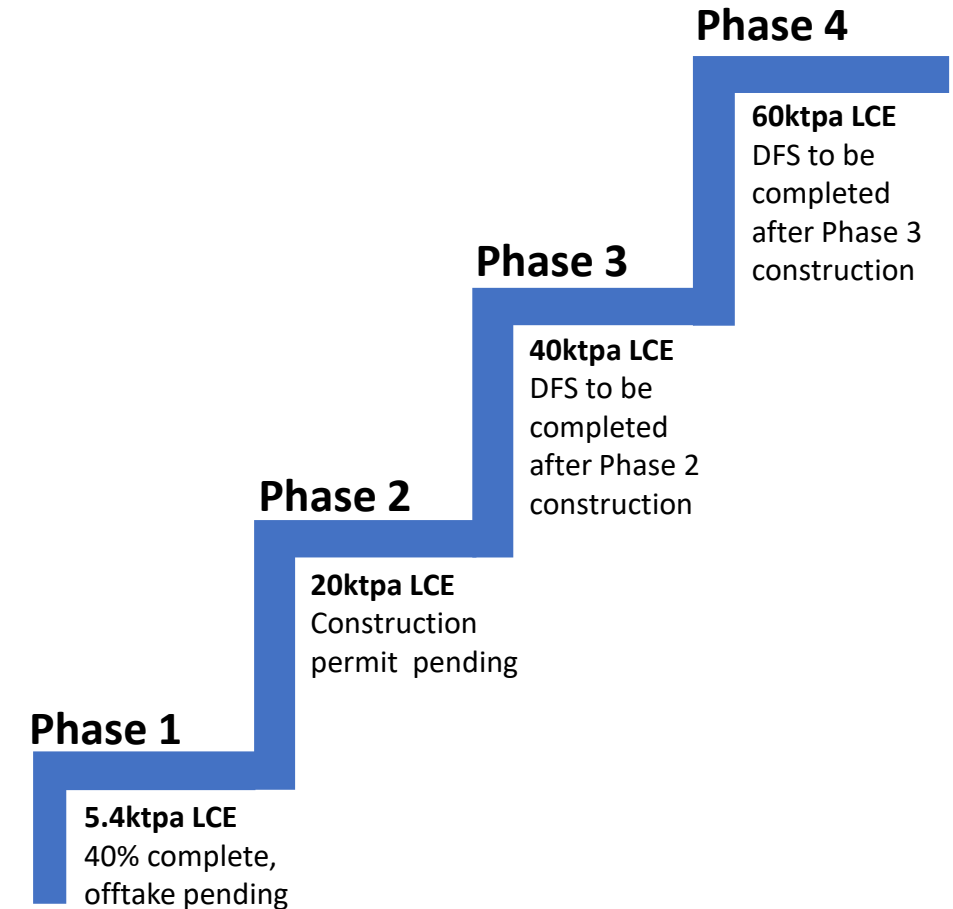 Phase 4
60ktpa LCE
DFS to be
completed
after Phase 3
construction
Phase 3
40ktpa LCE
DFS to be
completed
after Phase 2
construction
Phase 2
20ktpa LCE
Construction
permit  pending
Phase 1
5.4ktpa LCE
40% complete,
offtake pending